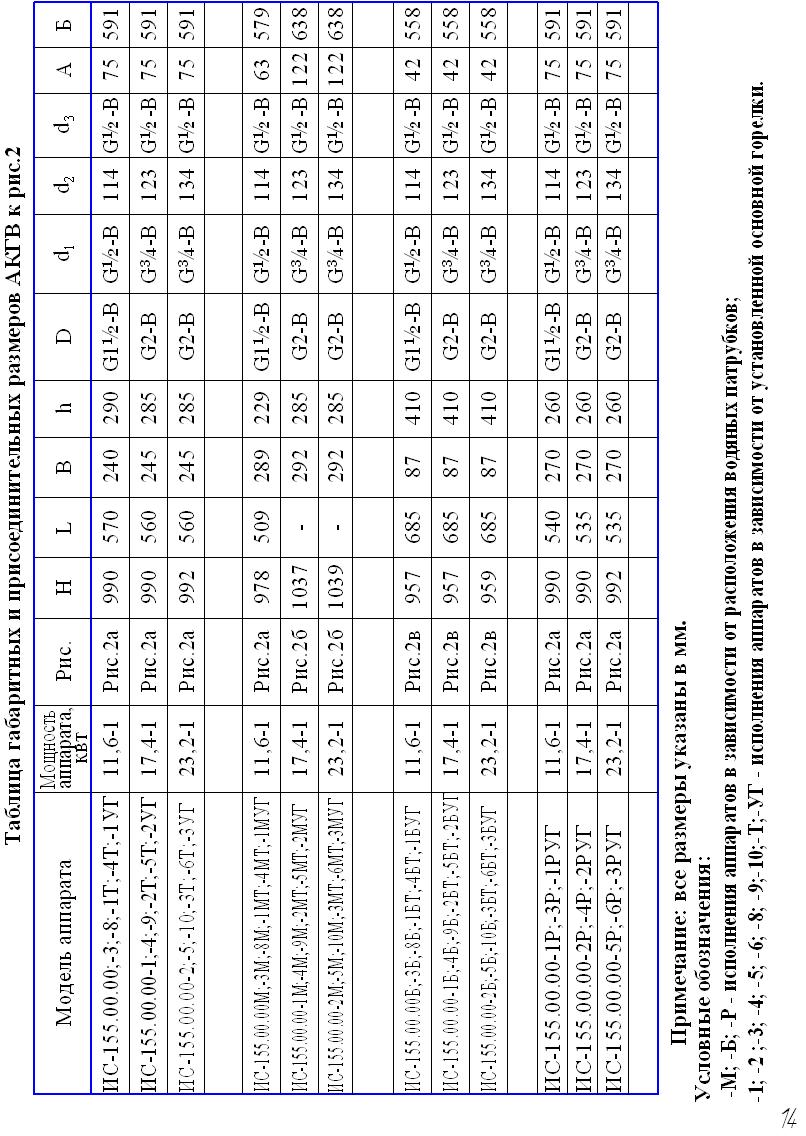 Таблица габаритных и присоединительных размеров АКГВ к рис.2
Модель аппарата | Мощность аппарата, кВт | Рис. | H | L | B | h | D | d1 | d2 | d3 | А | Б
ИС-155.00.00;-3;-8;-1Т;-4Т;-1УГ | 11,6-1 | Рис.2а | 990 | 570 | 240 | 290 | G1½-B | G½-B | 114 | G½-B | 75 | 591
ИС-155.00.00-1;-4;-9;-2Т;-5Т;-2УГ | 17,4-1 | Рис.2а | 990 | 560 | 245 | 285 | G2-B | G¾-B | 123 | G½-B | 75 | 591
ИС-155.00.00-2;-5;-10;-3Т;-6Т;-3УГ | 23,2-1 | Рис.2а | 992 | 560 | 245 | 285 | G2-B | G¾-B | 134 | G½-B | 75 | 591
ИС-155.00.00М;-3М;-8М;-1МТ;-4МТ;-1МУГ | 11,6-1 | Рис.2а | 978 | 509 | 289 | 229 | G1½-B | G½-B | 114 | G½-B | 63 | 579
ИС-155.00.00-1М;-4М;-9М;-2МТ;-5МТ;-2МУГ | 17,4-1 | Рис.2б | 1037 | - | 292 | 285 | G2-B | G¾-B | 123 | G½-B | 122 | 638
ИС-155.00.00-2М;-5М;-10М;-3МТ;-6МТ;-3МУГ | 23,2-1 | Рис.2б | 1039 | - | 292 | 285 | G2-B | G¾-B | 134 | G½-B | 122 | 638
ИС-155.00.00Б;-3Б;-8Б;-1БТ;-4БТ;-1БУГ | 11,6-1 | Рис.2в | 957 | 685 | 87 | 410 | G1½-B | G½-B | 114 | G½-B | 42 | 558
ИС-155.00.00-1Б;-4Б;-9Б;-2БТ;-5БТ;-2БУГ | 17,4-1 | Рис.2в | 957 | 685 | 87 | 410 | G2-B | G¾-B | 123 | G½-B | 42 | 558
ИС-155.00.00-2Б;-5Б;-10Б;-3БТ;-6БТ;-3БУГ | 23,2-1 | Рис.2в | 959 | 685 | 87 | 410 | G2-B | G¾-B | 134 | G½-B | 42 | 558
ИС-155.00.00-1Р;-3Р;-1РУГ | 11,6-1 | Рис.2а | 990 | 540 | 270 | 260 | G1½-B | G½-B | 114 | G½-B | 75 | 591
ИС-155.00.00-2Р;-4Р;-2РУГ | 17,4-1 | Рис.2а | 990 | 535 | 270 | 260 | G2-B | G¾-B | 123 | G½-B | 75 | 591
ИС-155.00.00-5Р;-6Р;-3РУГ | 23,2-1 | Рис.2а | 992 | 535 | 270 | 260 | G2-B | G¾-B | 134 | G½-B | 75 | 591
Примечание: все размеры указаны в мм.
Условные обозначения:
-М; -Б; -Р - исполнения аппаратов в зависимости от расположения водяных патрубков;
-1; -2 ;-3; -4; -5; -6; -8; -9;-10;-Т;-УГ - исполнения аппаратов в зависимости от установленной основной горелки.
14